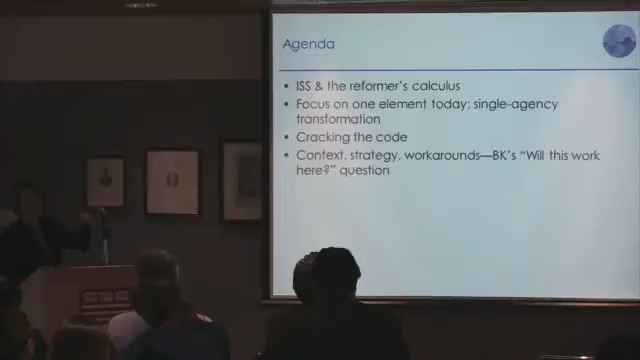 Agenda
• ISS & the reformer's calculus
• Focus on one element today: single-agency
transformation
• Cracking the code
• Context, strategy, workarounds—BK's "Will this work
here?" question